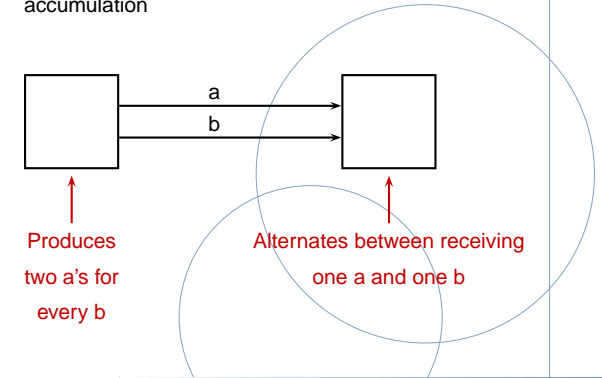 accumulation
a
b
Produces
two a's for
every b
Alternates between receiving
one a and one b